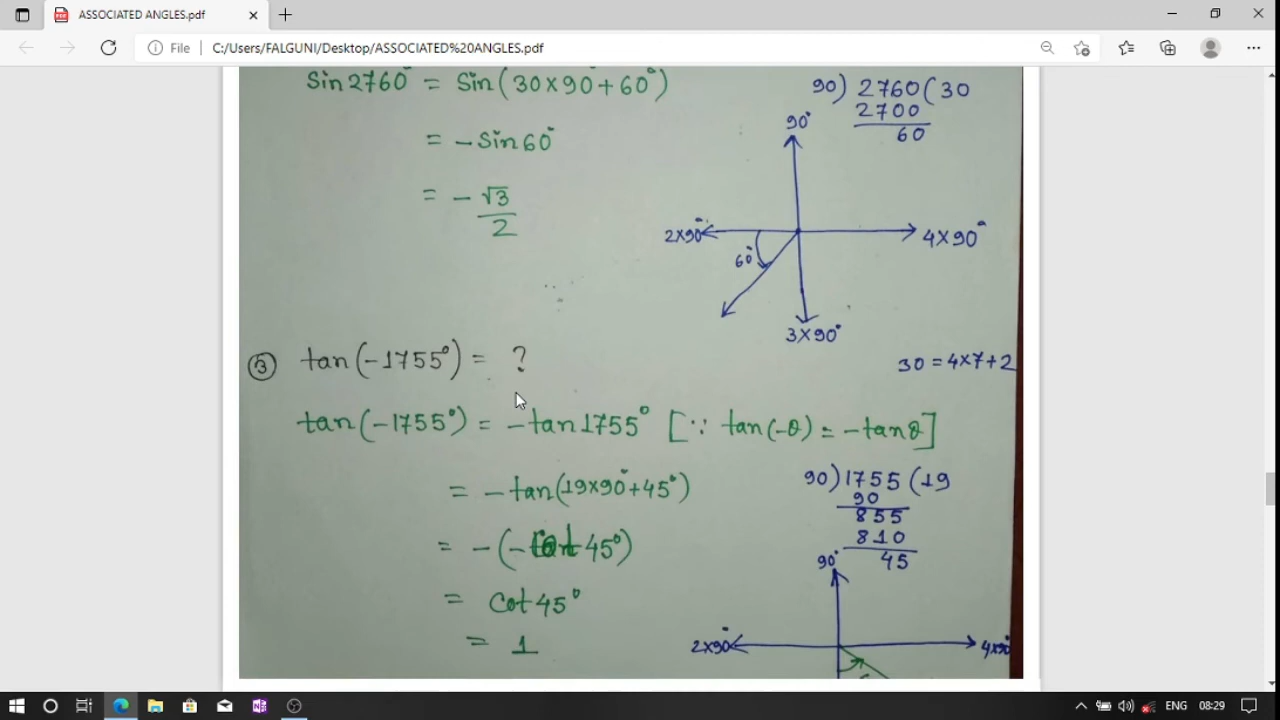 ASSOCIATED ANGLES.pdf
File
C:/Users/FALGUNI/Desktop/ASSOCIATED%20ANGLES.pdf
Sin 2760° = Sin(30×90°+60°)
= -Sin 60°
= - √3/2
90) 2760 (30
2700
60
90°
2×90°
4×90°
60°
3×90°
30 = 4×7+2
③ tan(-1755°) = ?
tan(-1755°) = -tan 1755° [∵ tan(-θ) = -tanθ]
= -tan(19×90°+45°)
= -(-Cot 45°)
= cot 45°
= 1
90) 1755 (19
90
855
810
45
90°
2×90°
4×90°
ENG
08:29